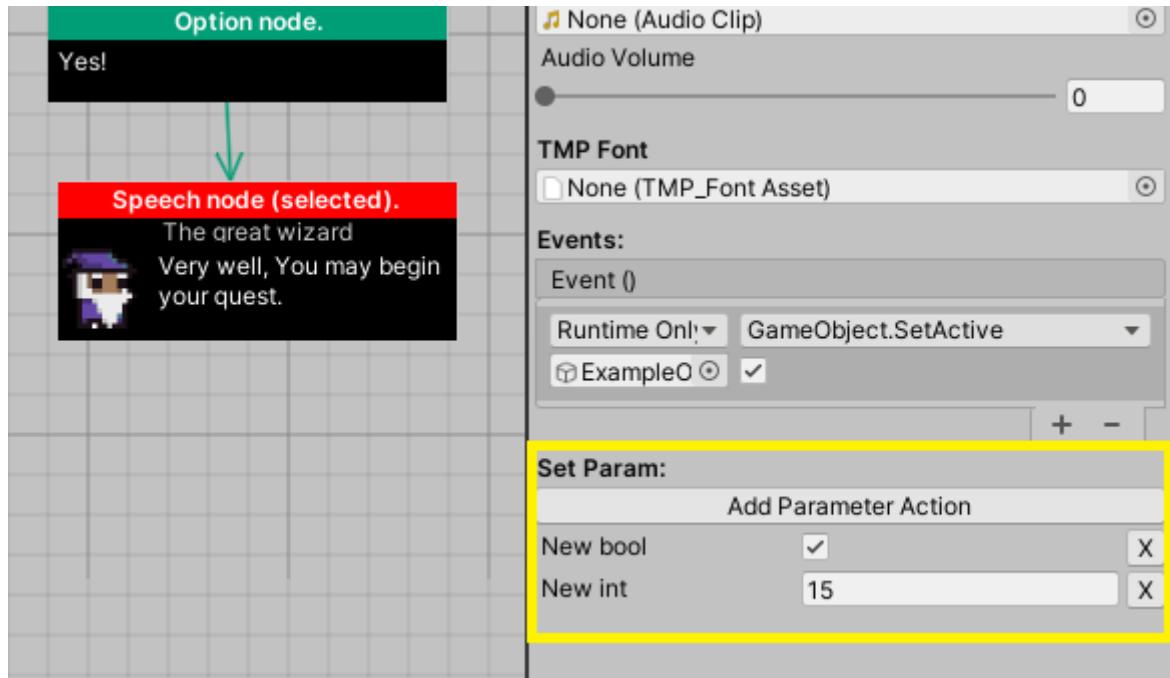 Option node.
Yes!
Speech node (selected).
The great wizard
Very well, You may begin
your quest.
None (Audio Clip)
Audio Volume
0
TMP Font
None (TMP_Font Asset)
Events:
Event ()
Runtime Onl
GameObject.SetActive
ExampleO
Set Param:
Add Parameter Action
New bool
X
New int
15
X